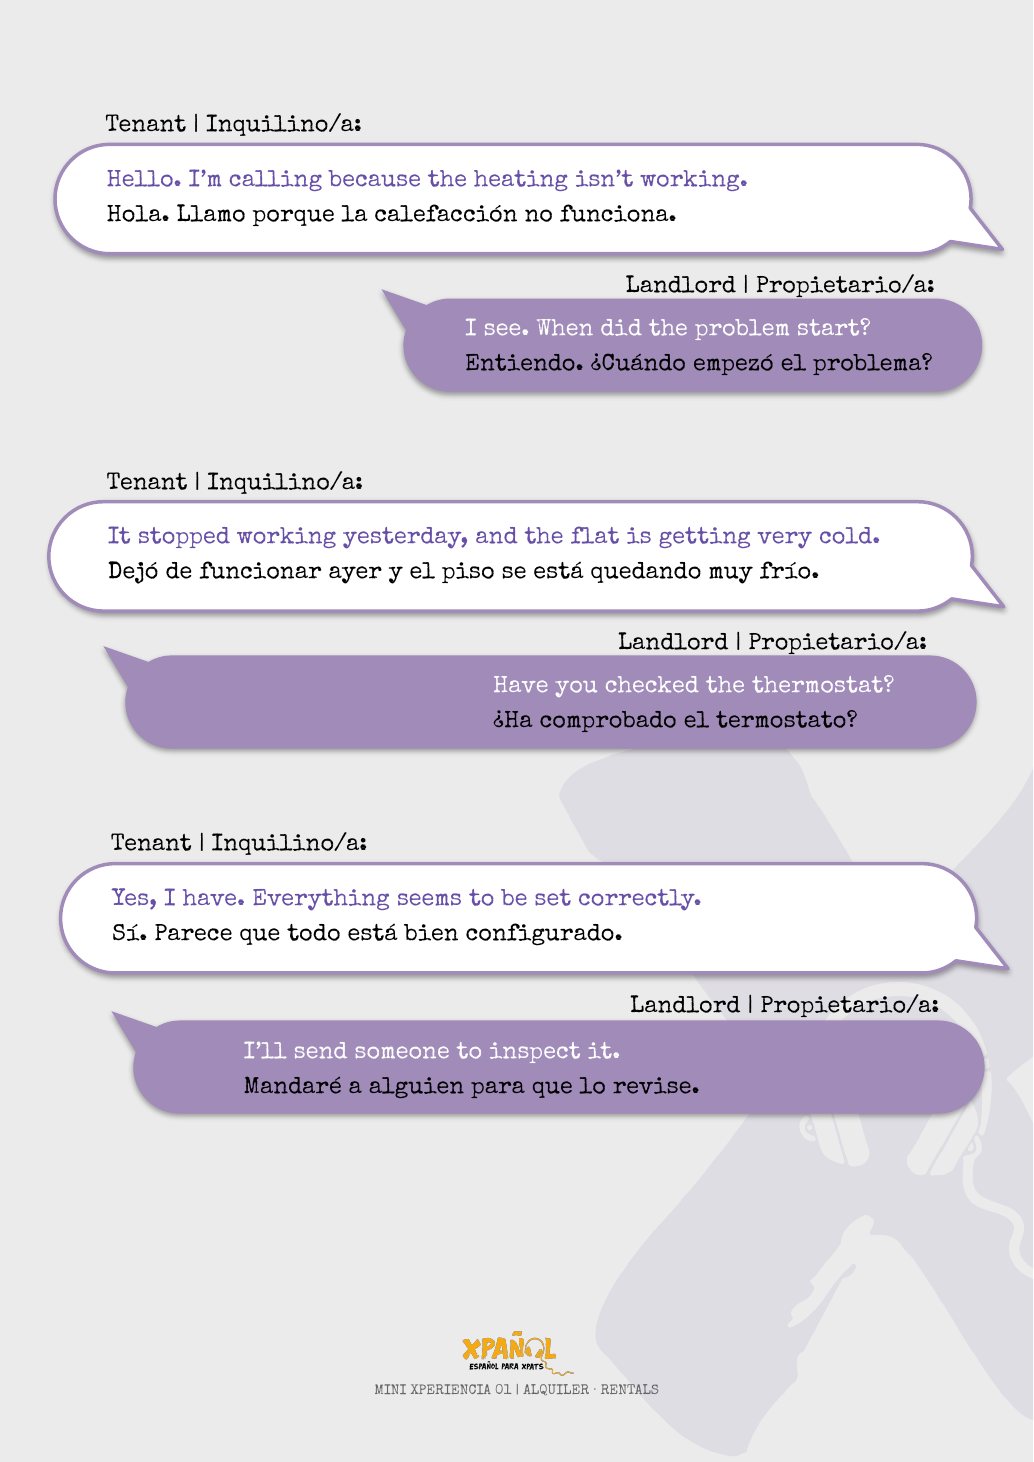 Tenant | Inquilino/a:
Hello. I'm calling because the heating isn't working.
Hola. Llamo porque la calefacción no funciona.
Landlord | Propietario/a:
I see. When did the problem start?
Entiendo. ¿Cuándo empezó el problema?
Tenant | Inquilino/a:
It stopped working yesterday, and the flat is getting very cold.
Dejó de funcionar ayer y el piso se está quedando muy frío.
Landlord | Propietario/a:
Have you checked the thermostat?
¿Ha comprobado el termostato?
Tenant | Inquilino/a:
Yes, I have. Everything seems to be set correctly.
Sí. Parece que todo está bien configurado.
Landlord | Propietario/a:
I'll send someone to inspect it.
Mandaré a alguien para que lo revise.
XPAÑOL
ESPAÑOL PARA XPATS
MINI XPERIENCIA 01 | ALQUILER · RENTALS